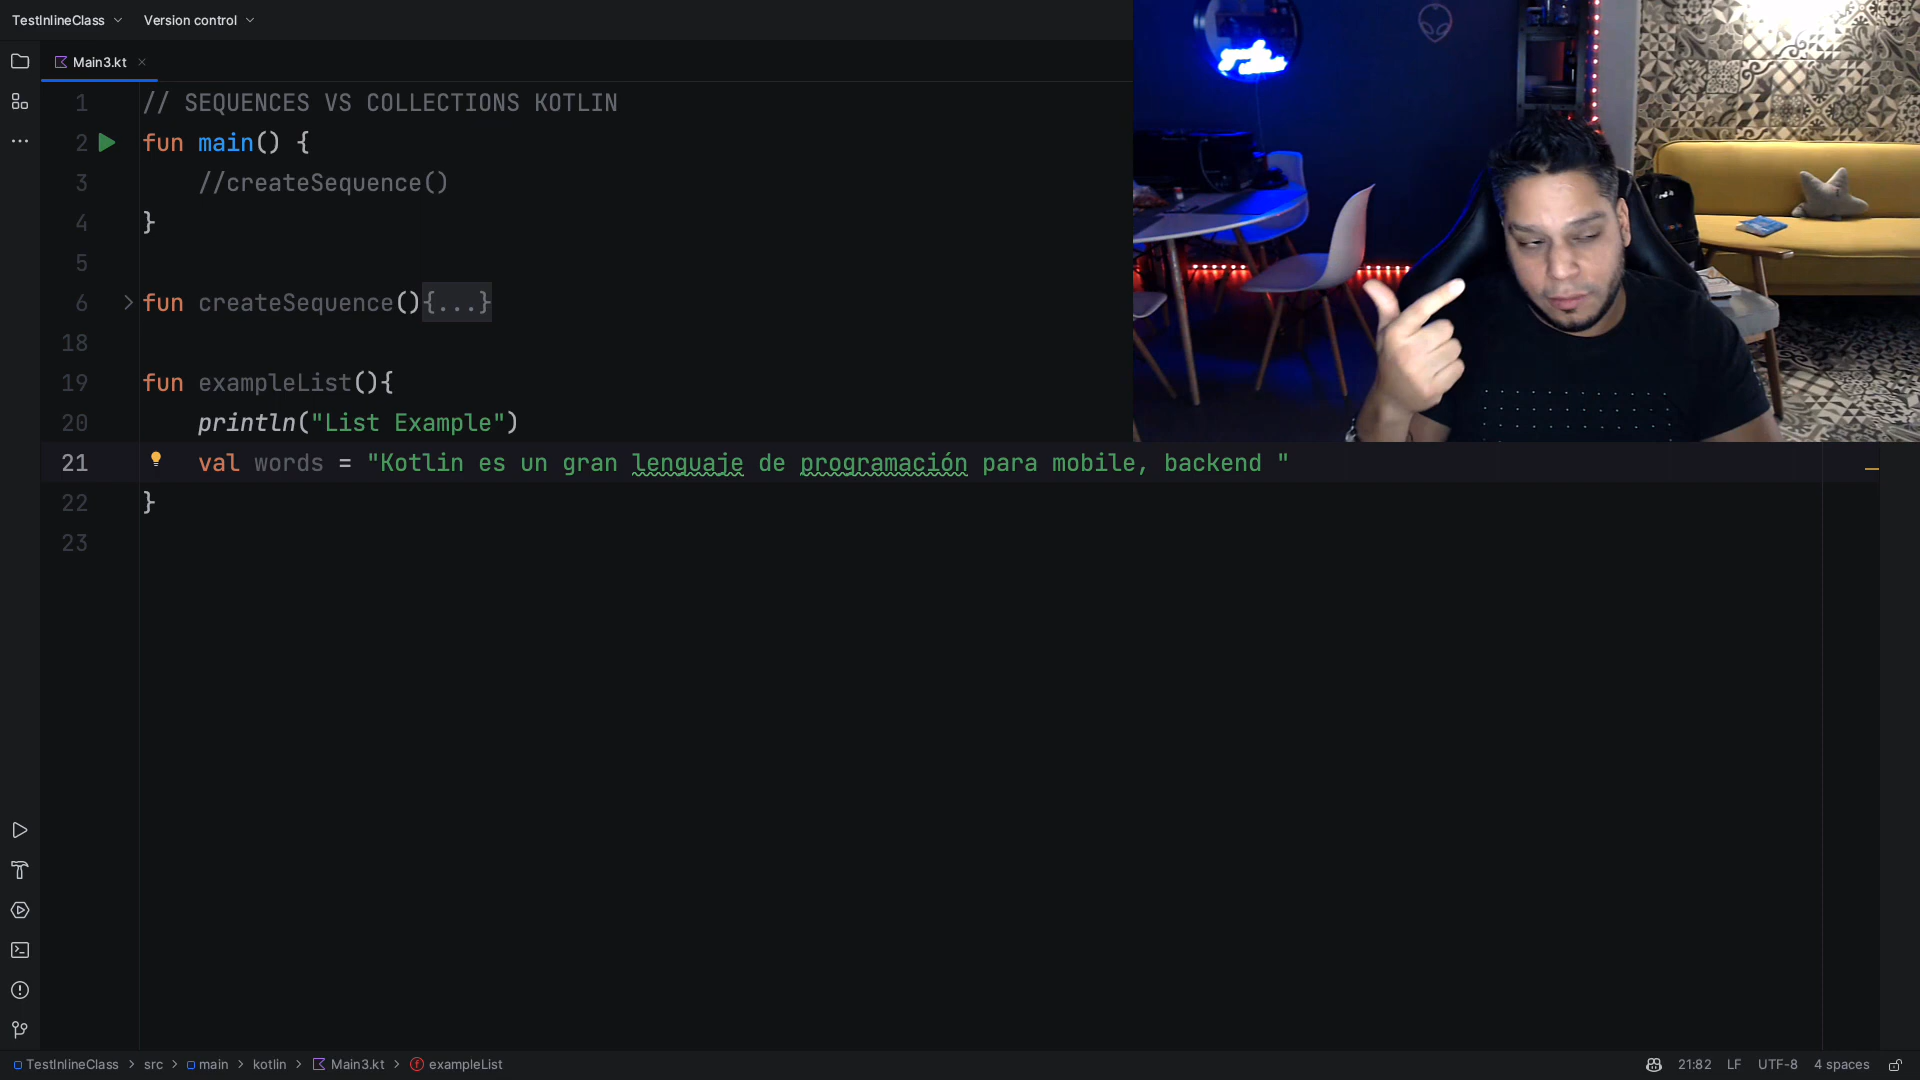 TestInlineClass Version control
Main3.kt
1 // SEQUENCES VS COLLECTIONS KOTLIN
2 fun main() {
3 //createSequence()
4 }
5
6 fun createSequence(){...}
18
19 fun exampleList(){
20 println("List Example")
21 val words = "Kotlin es un gran lenguaje de programación para mobile, backend "
22 }
23
TestInlineClass > src > main > kotlin > Main3.kt > exampleList 21:82 LF UTF-8 4 spaces